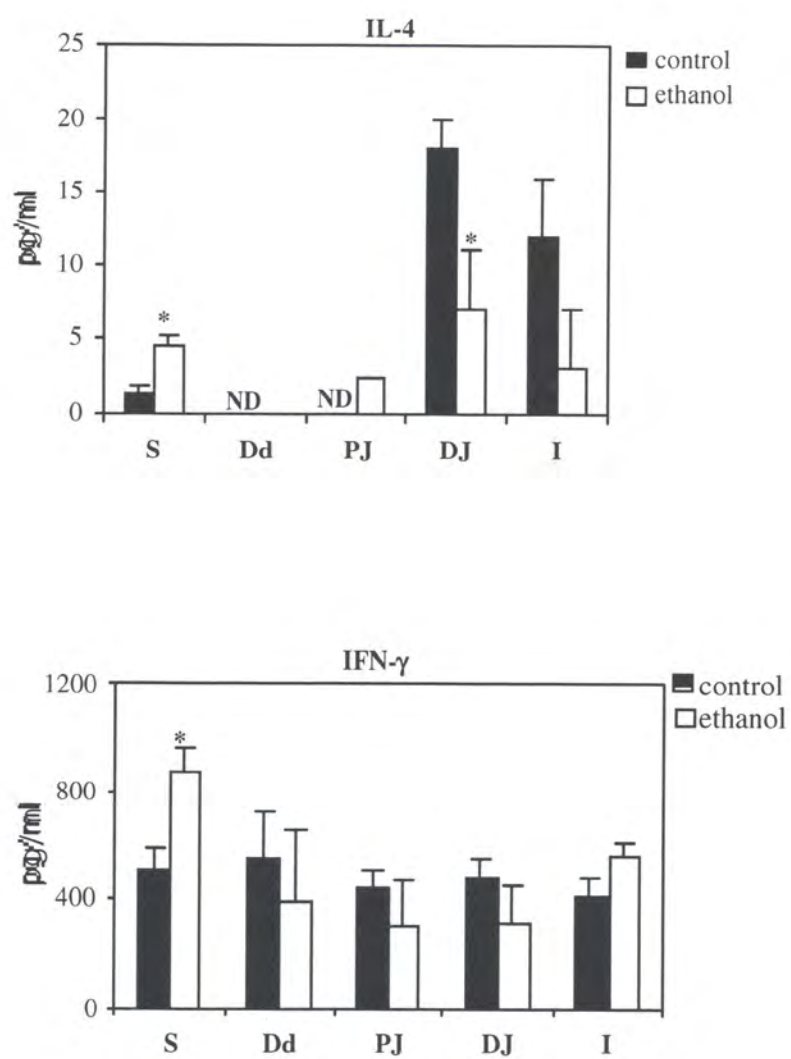 IL-4
25
20
15
10
5
0
pg/ml
control
ethanol
*
ND
ND
*
S Dd PJ DJ I
IFN-γ
1200
800
400
0
pg/ml
control
ethanol
*
S Dd PJ DJ I